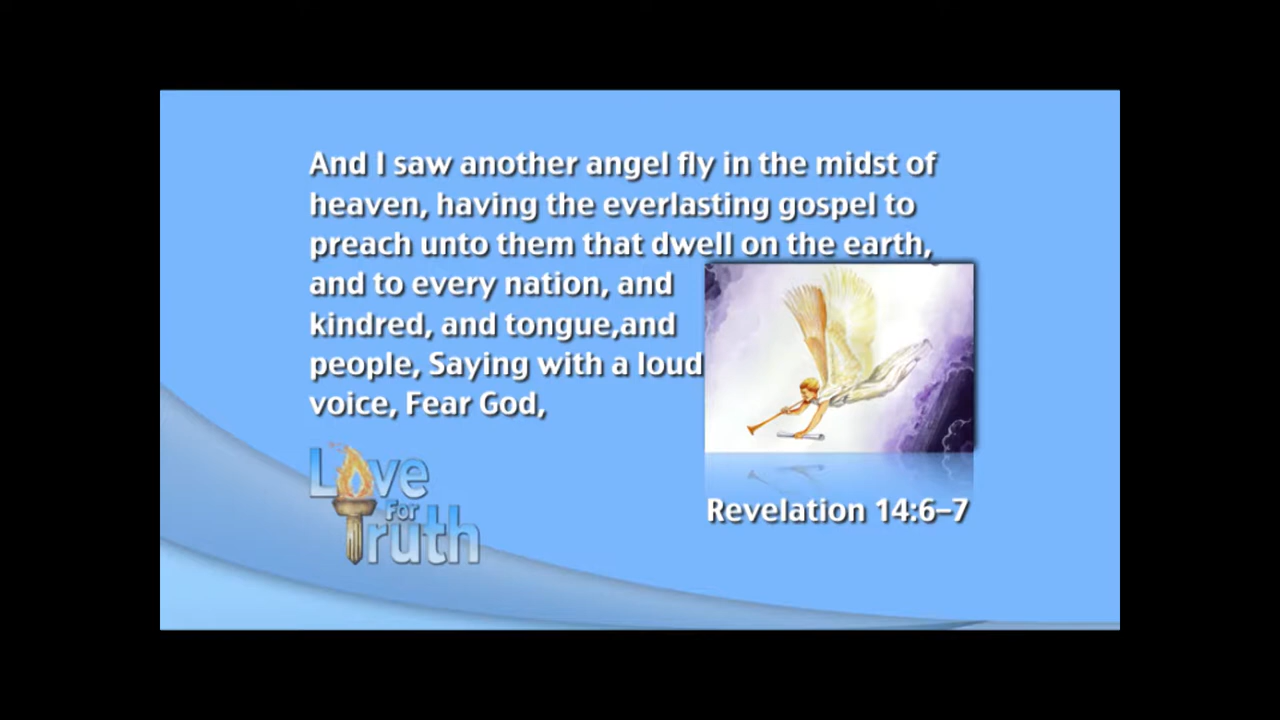 And I saw another angel fly in the midst of
heaven, having the everlasting gospel to
preach unto them that dwell on the earth,
and to every nation, and
kindred, and tongue,and
people, Saying with a loud
voice, Fear God,
Love
For
Truth
Revelation 14:6–7